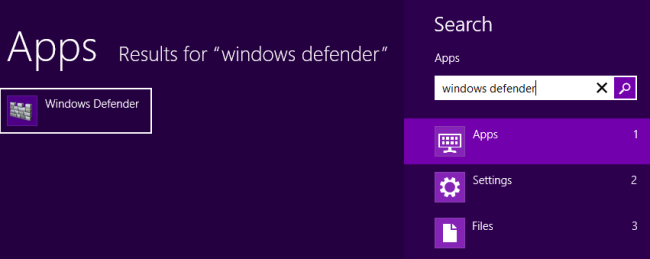 Apps Results for “windows defender”
Windows Defender
Search
Apps
windows defender
Apps 1
Settings 2
Files 3